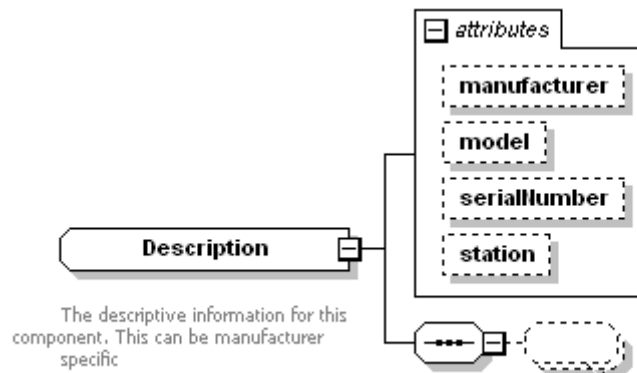 attributes
manufacturer
model
serialNumber
station
Description
The descriptive information for this
component. This can be manufacturer
specific